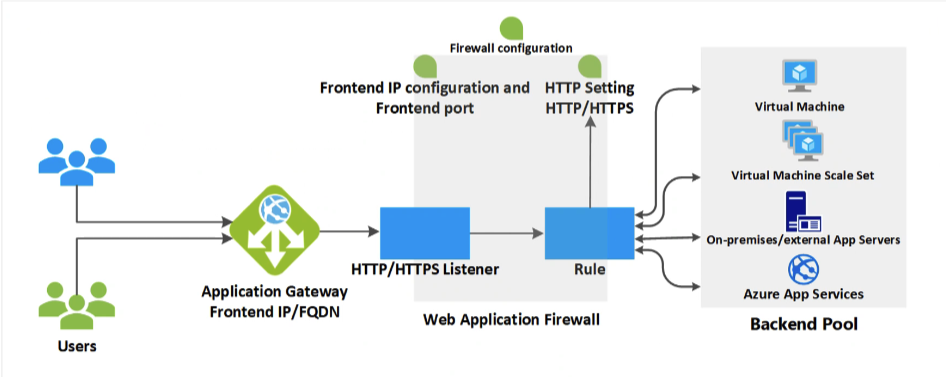 Firewall configuration
Frontend IP configuration and
Frontend port
HTTP Setting
HTTP/HTTPS
Virtual Machine
Virtual Machine Scale Set
On-premises/external App Servers
Azure App Services
Backend Pool
HTTP/HTTPS Listener
Rule
Web Application Firewall
Application Gateway
Frontend IP/FQDN
Users